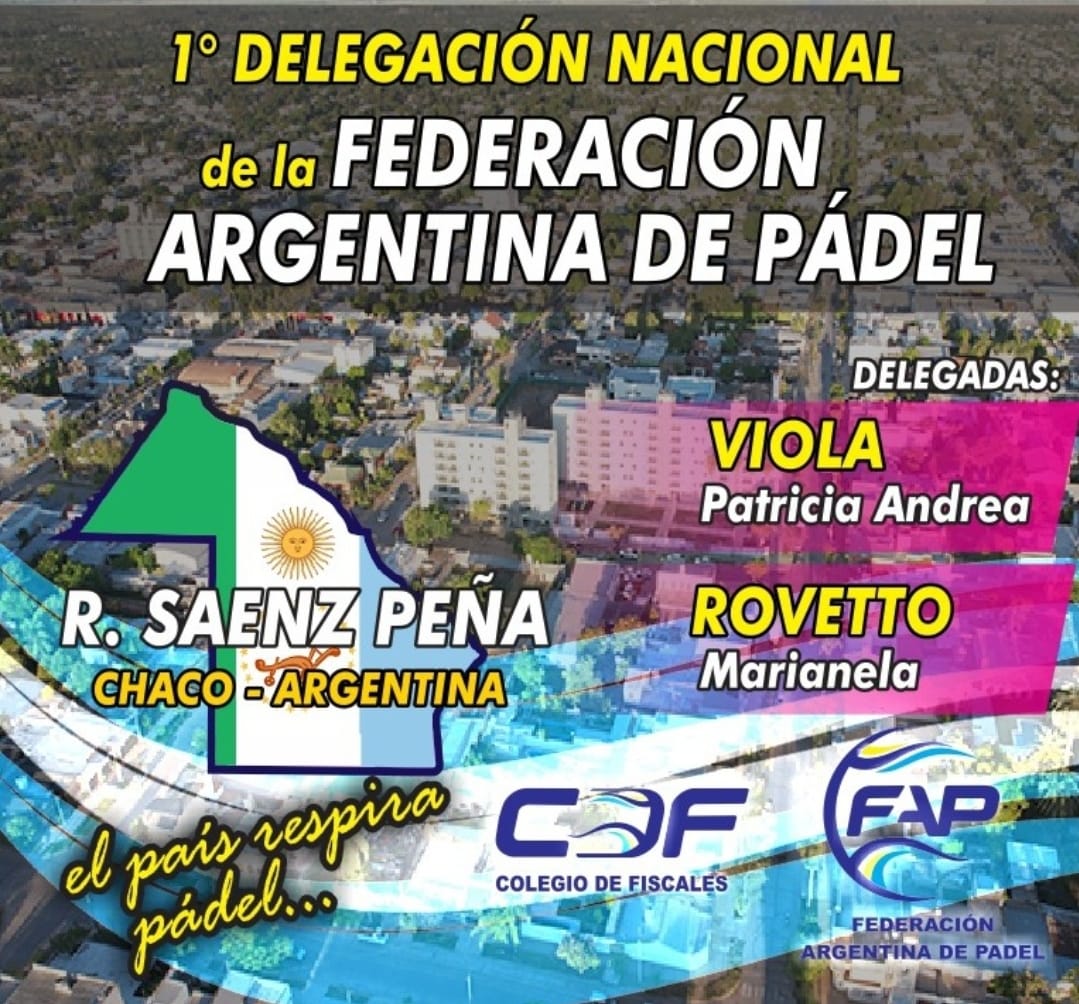 1° DELEGACIÓN NACIONAL
de la FEDERACIÓN
ARGENTINA DE PÁDEL
DELEGADAS:
VIOLA
Patricia Andrea
ROVETTO
Marianela
R. SAENZ PEÑA
CHACO - ARGENTINA
el país respira
pádel...
CDF
COLEGIO DE FISCALES
FAP
FEDERACIÓN
ARGENTINA DE PADEL